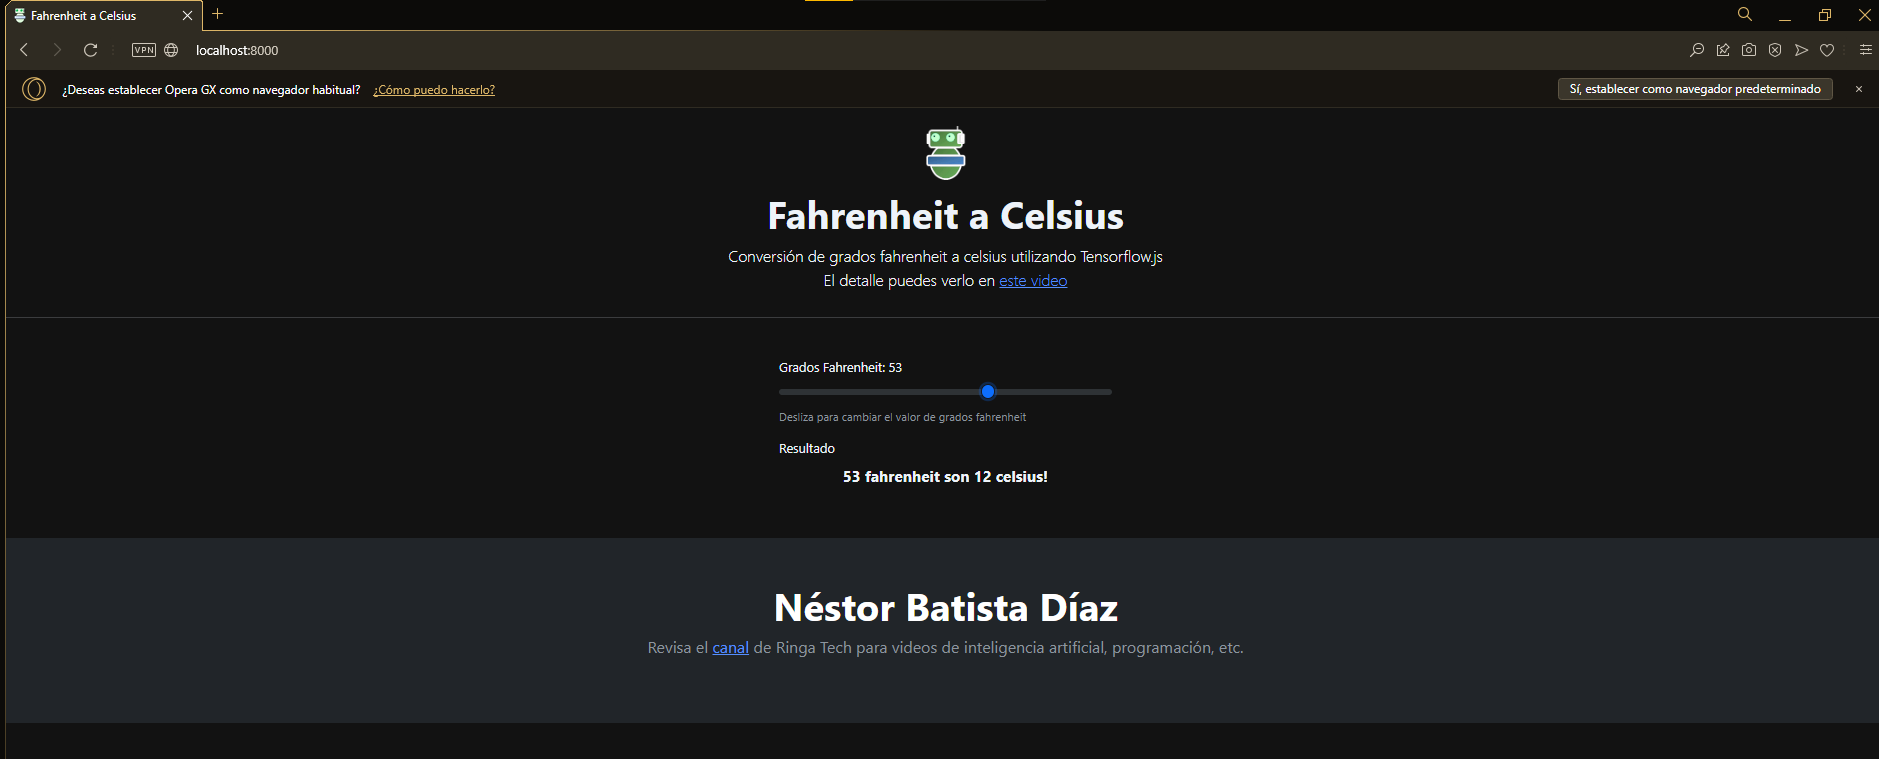 Fahrenheit a Celsius
VPN localhost:8000
¿Deseas establecer Opera GX como navegador habitual? ¿Cómo puedo hacerlo? Sí, establecer como navegador predeterminado
Fahrenheit a Celsius
Conversión de grados fahrenheit a celsius utilizando Tensorflow.js
El detalle puedes verlo en este video
Grados Fahrenheit: 53
Desliza para cambiar el valor de grados fahrenheit
Resultado
53 fahrenheit son 12 celsius!
Néstor Batista Díaz
Revisa el canal de Ringa Tech para videos de inteligencia artificial, programación, etc.